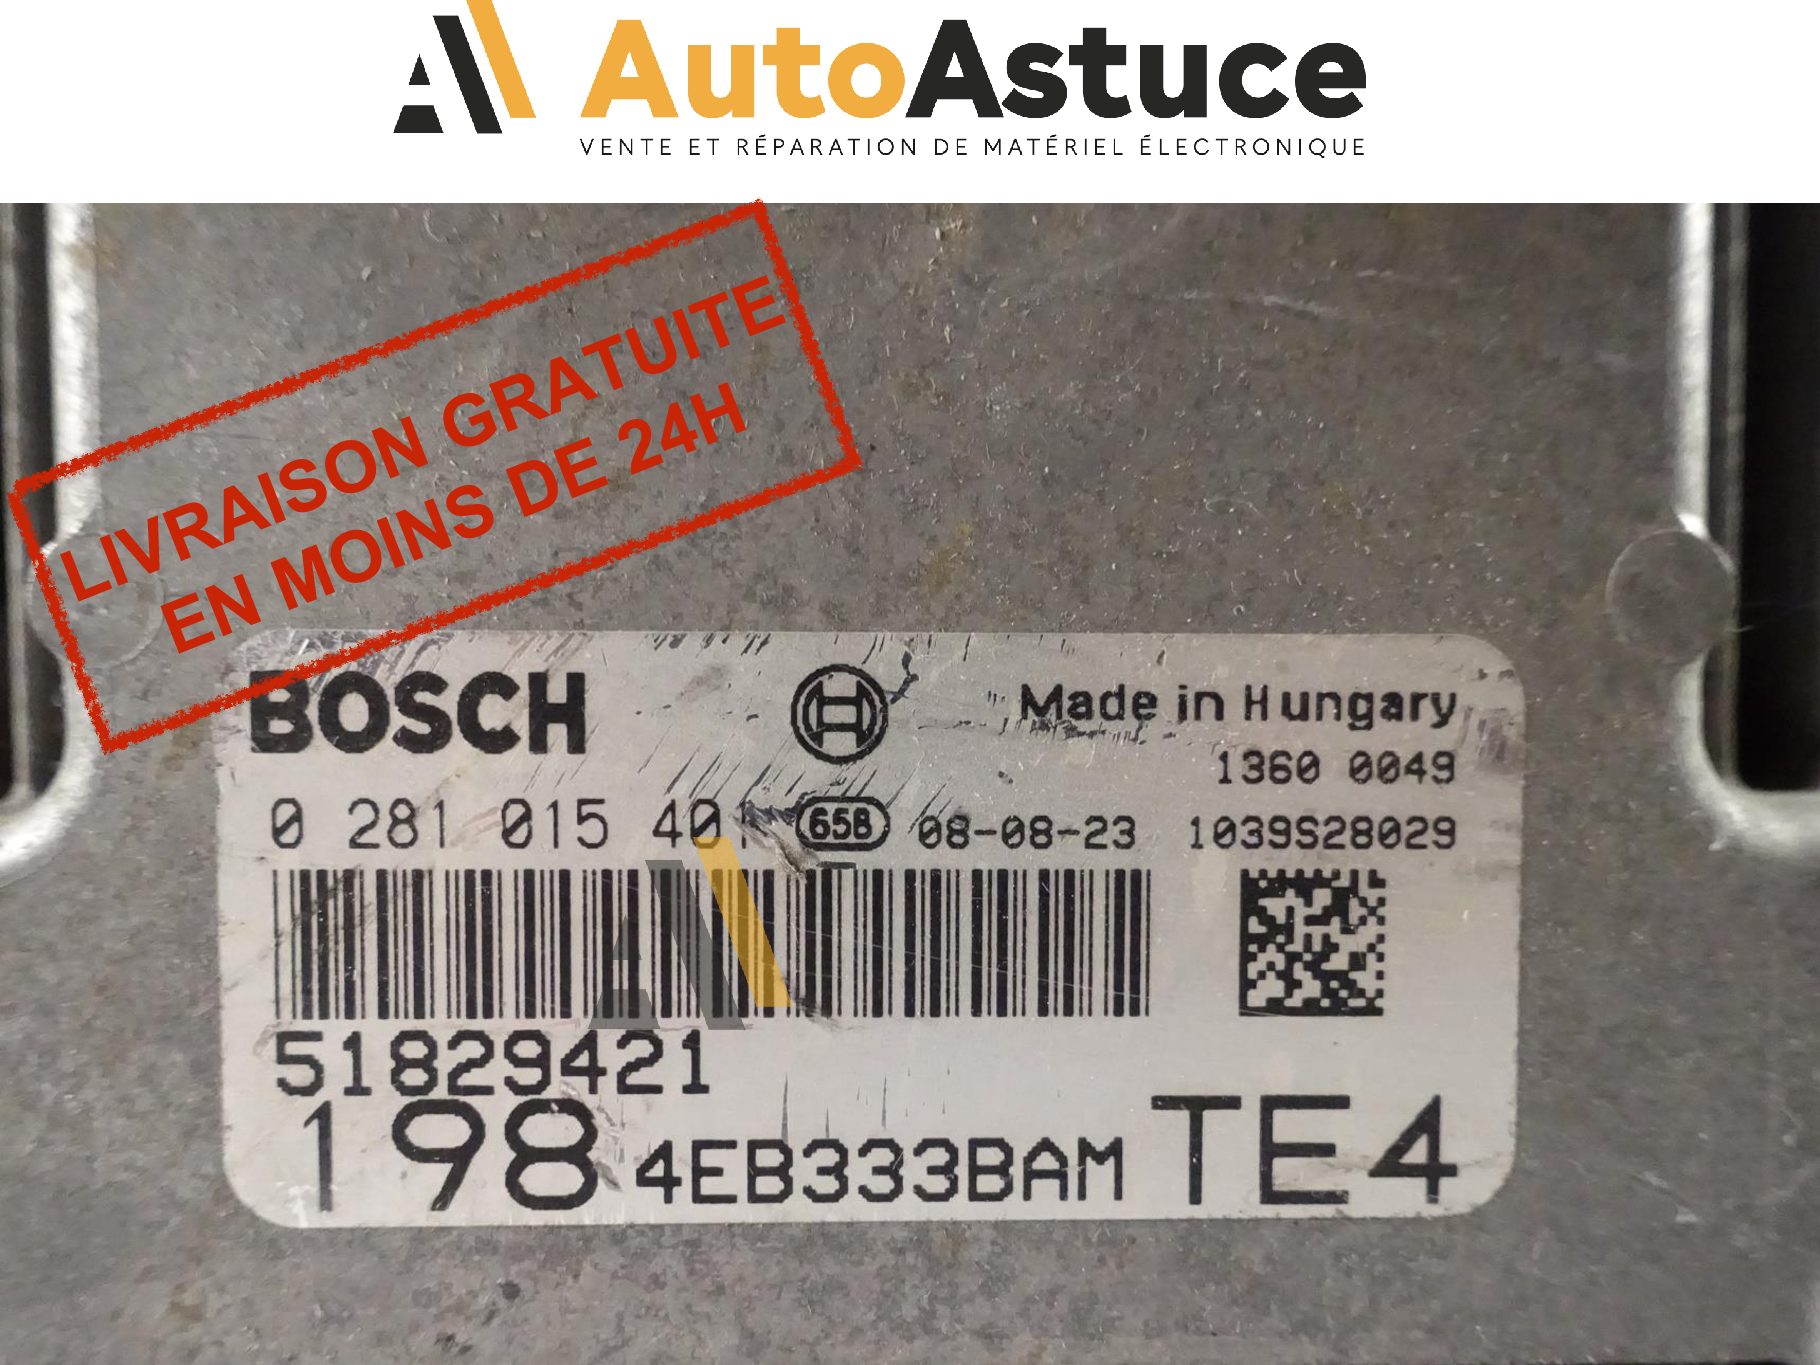 AutoAstuce
VENTE ET RÉPARATION DE MATÉRIEL ÉLECTRONIQUE
LIVRAISON GRATUITE
EN MOINS DE 24H
BOSCH
Made in Hungary
1360 0049
0 281 015 65B 08-08-23 1039S28029
51829421
198 4EB333BAM TE4